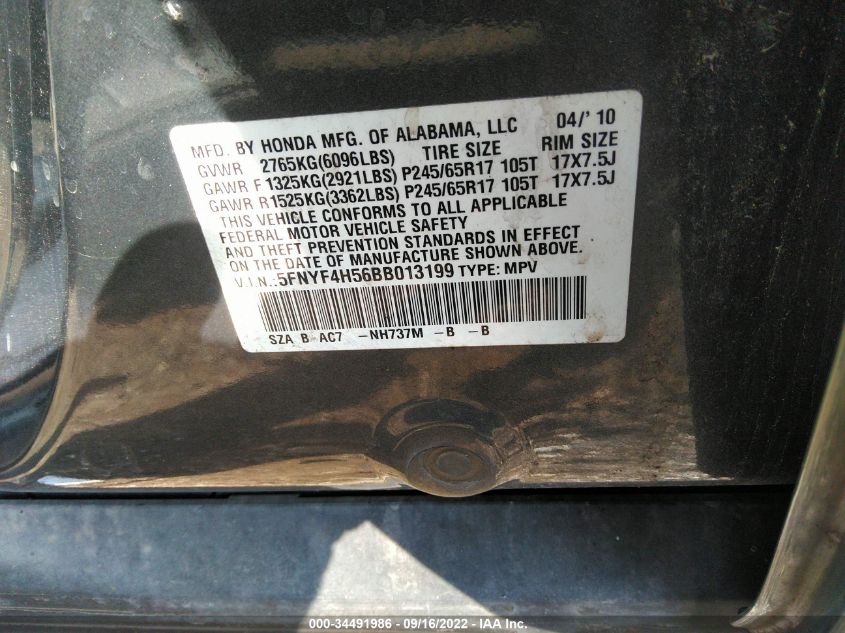 MFD. BY HONDA MFG. OF ALABAMA, LLC 04/' 10
GVWR 2765KG(6096LBS) TIRE SIZE RIM SIZE
GAWR F1325KG(2921LBS) P245/65R17 105T 17X7.5J
GAWR R1525KG(3362LBS) P245/65R17 105T 17X7.5J
THIS VEHICLE CONFORMS TO ALL APPLICABLE
FEDERAL MOTOR VEHICLE SAFETY
AND THEFT PREVENTION STANDARDS IN EFFECT
ON THE DATE OF MANUFACTURE SHOWN ABOVE.
V.I.N.:5FNYF4H56BB013199 TYPE: MPV
SZA B AC7 -NH737M -B -B
000-34491986 - 09/16/2022 - IAA Inc.